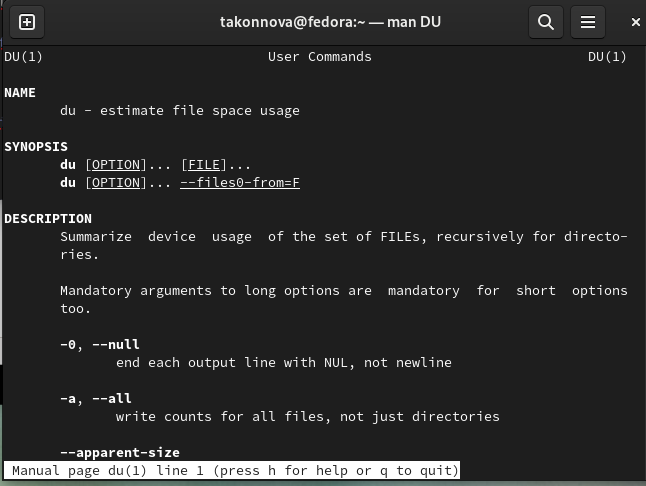 takonnova@fedora:~ — man DU
DU(1) User Commands DU(1)
NAME
du - estimate file space usage
SYNOPSIS
du [OPTION]... [FILE]...
du [OPTION]... --files0-from=F
DESCRIPTION
Summarize device usage of the set of FILEs, recursively for directo-
ries.
Mandatory arguments to long options are mandatory for short options
too.
-0, --null
end each output line with NUL, not newline
-a, --all
write counts for all files, not just directories
--apparent-size
Manual page du(1) line 1 (press h for help or q to quit)